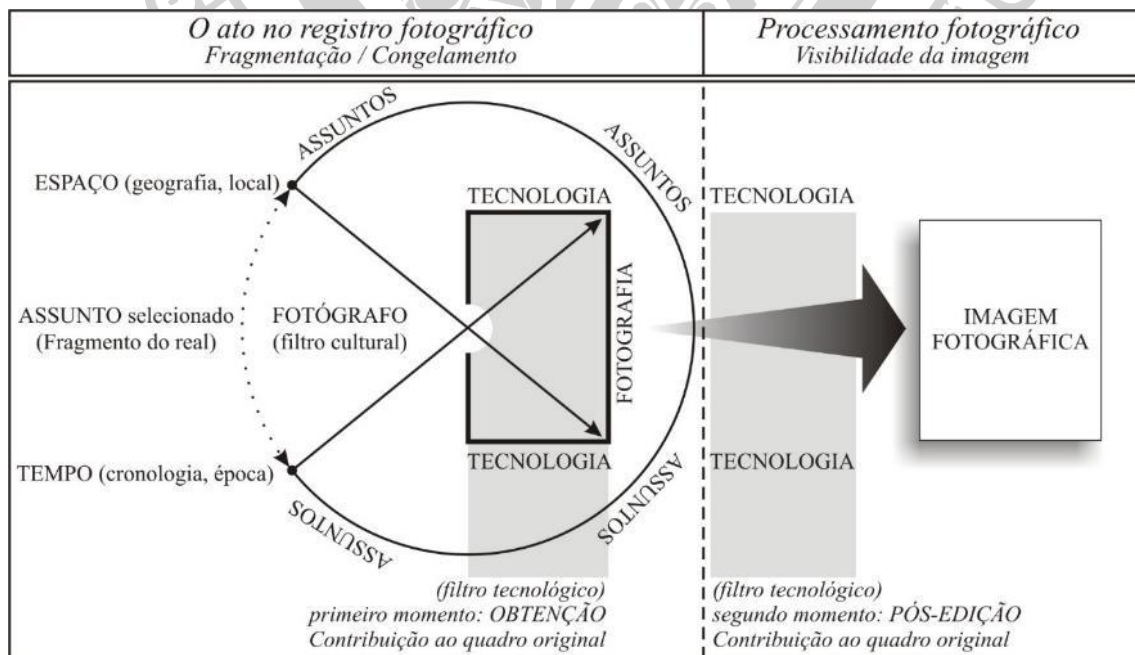 O ato no registro fotográfico
Fragmentação / Congelamento
Processamento fotográfico
Visibilidade da imagem
ASSUNTOS
ASSUNTOS
ESPAÇO (geografia, local)
TECNOLOGIA
TECNOLOGIA
ASSUNTO selecionado
(Fragmento do real)
FOTÓGRAFO
(filtro cultural)
FOTOGRAFIA
IMAGEM
FOTOGRÁFICA
TEMPO (cronologia, época)
TECNOLOGIA
TECNOLOGIA
ASSUNTOS
ASSUNTOS
(filtro tecnológico)
primeiro momento: OBTENÇÃO
Contribuição ao quadro original
(filtro tecnológico)
segundo momento: PÓS-EDIÇÃO
Contribuição ao quadro original